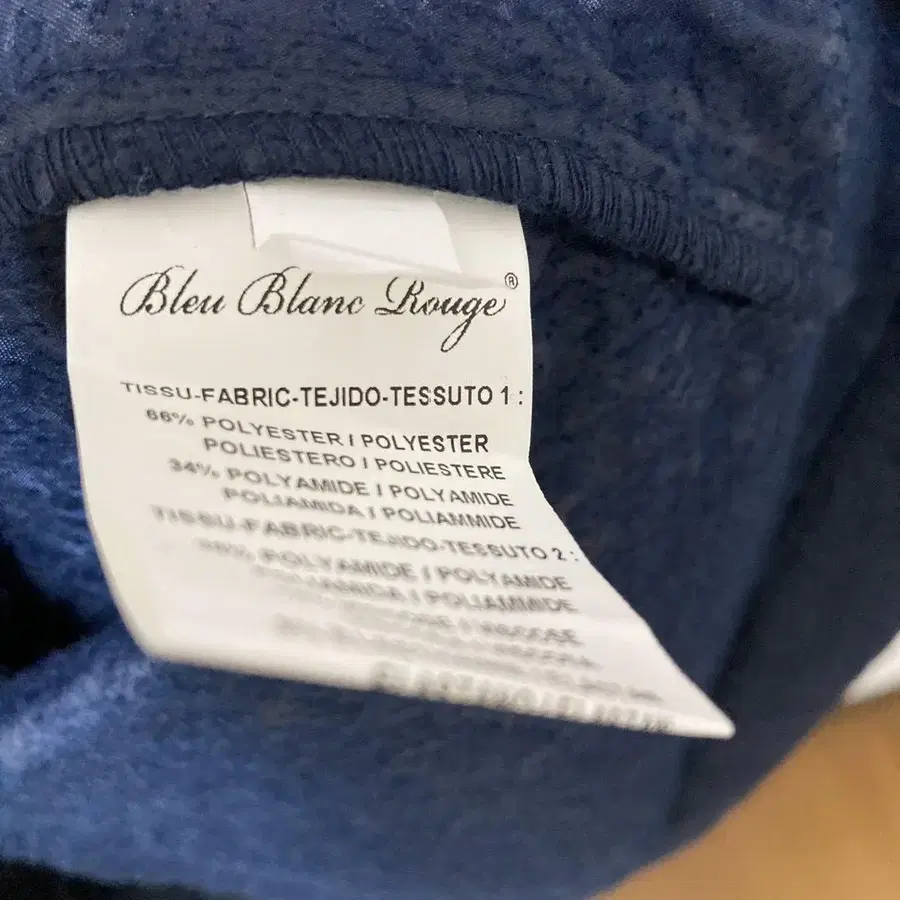 Bleu Blanc Rouge®
TISSU-FABRIC-TEJIDO-TESSUTO 1 :
66% POLYESTER / POLYESTER
POLIESTERO / POLIESTERE
34% POLYAMIDE / POLYAMIDE
POLIAMIDA / POLIAMMIDE
TISSU-FABRIC-TEJIDO-TESSUTO 2 :
POLYAMIDE / POLYAMIDE
POLIAMMIDE
/ VISCOSE